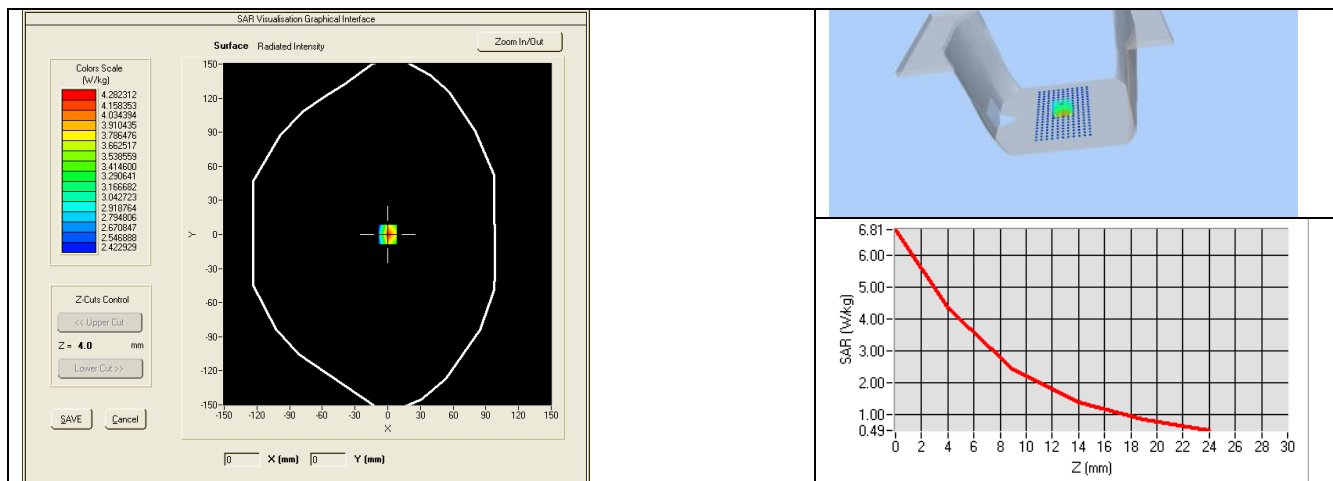 SAR Visualisation Graphical Interface
Surface Radiated Intensity
Zoom In/Out
Colors Scale
(W/kg)
4.282312
4.158353
4.034394
3.910435
3.786476
3.662517
3.538559
3.414600
3.290641
3.166682
3.042723
2.918764
2.794806
2.670847
2.546888
2.422929
Z-Cuts Control
<< Upper Cut
Z = 4.0 mm
Lower Cut >>
SAVE Cancel
Y
150-
120-
90-
60-
30-
0-
-30-
-60-
-90-
-120-
-150-
-150 -120 -90 -60 -30 0 30 60 90 120 150
X
0 X (mm) 0 Y (mm)
SAR (W/kg)
6.81-
6.00-
5.00-
4.00-
3.00-
2.00-
1.00-
0.49-
0 2 4 6 8 10 12 14 16 18 20 22 24 26 28 30
Z (mm)